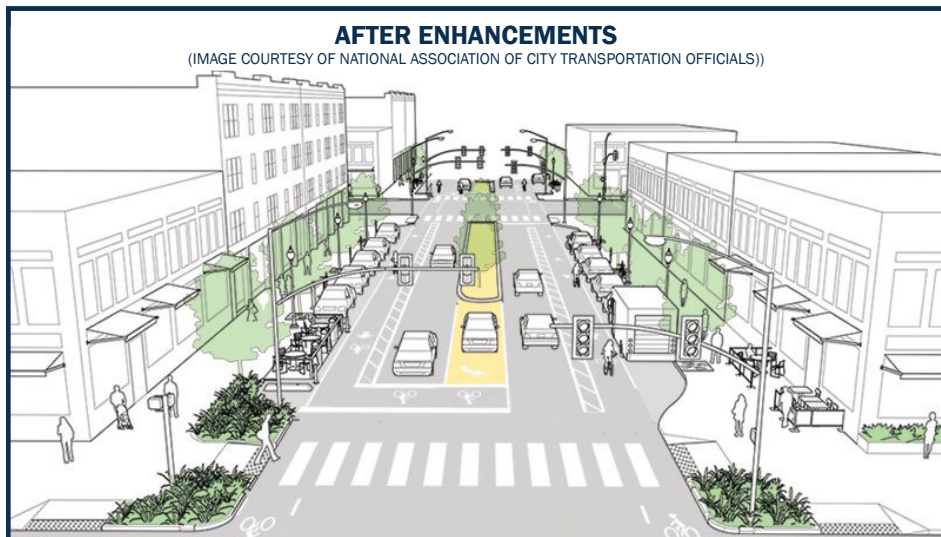 AFTER ENHANCEMENTS
(IMAGE COURTESY OF NATIONAL ASSOCIATION OF CITY TRANSPORTATION OFFICIALS))